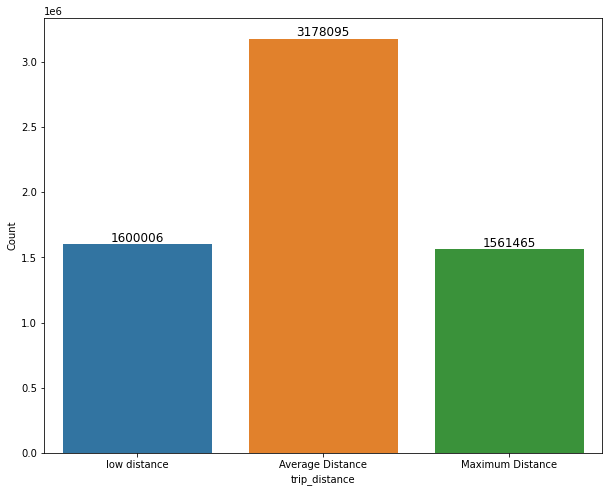 1e6
3178095
3.0
2.5
2.0
1600006
1561465
1.5
Count
1.0
0.5
0.0
low distance Average Distance Maximum Distance
trip_distance